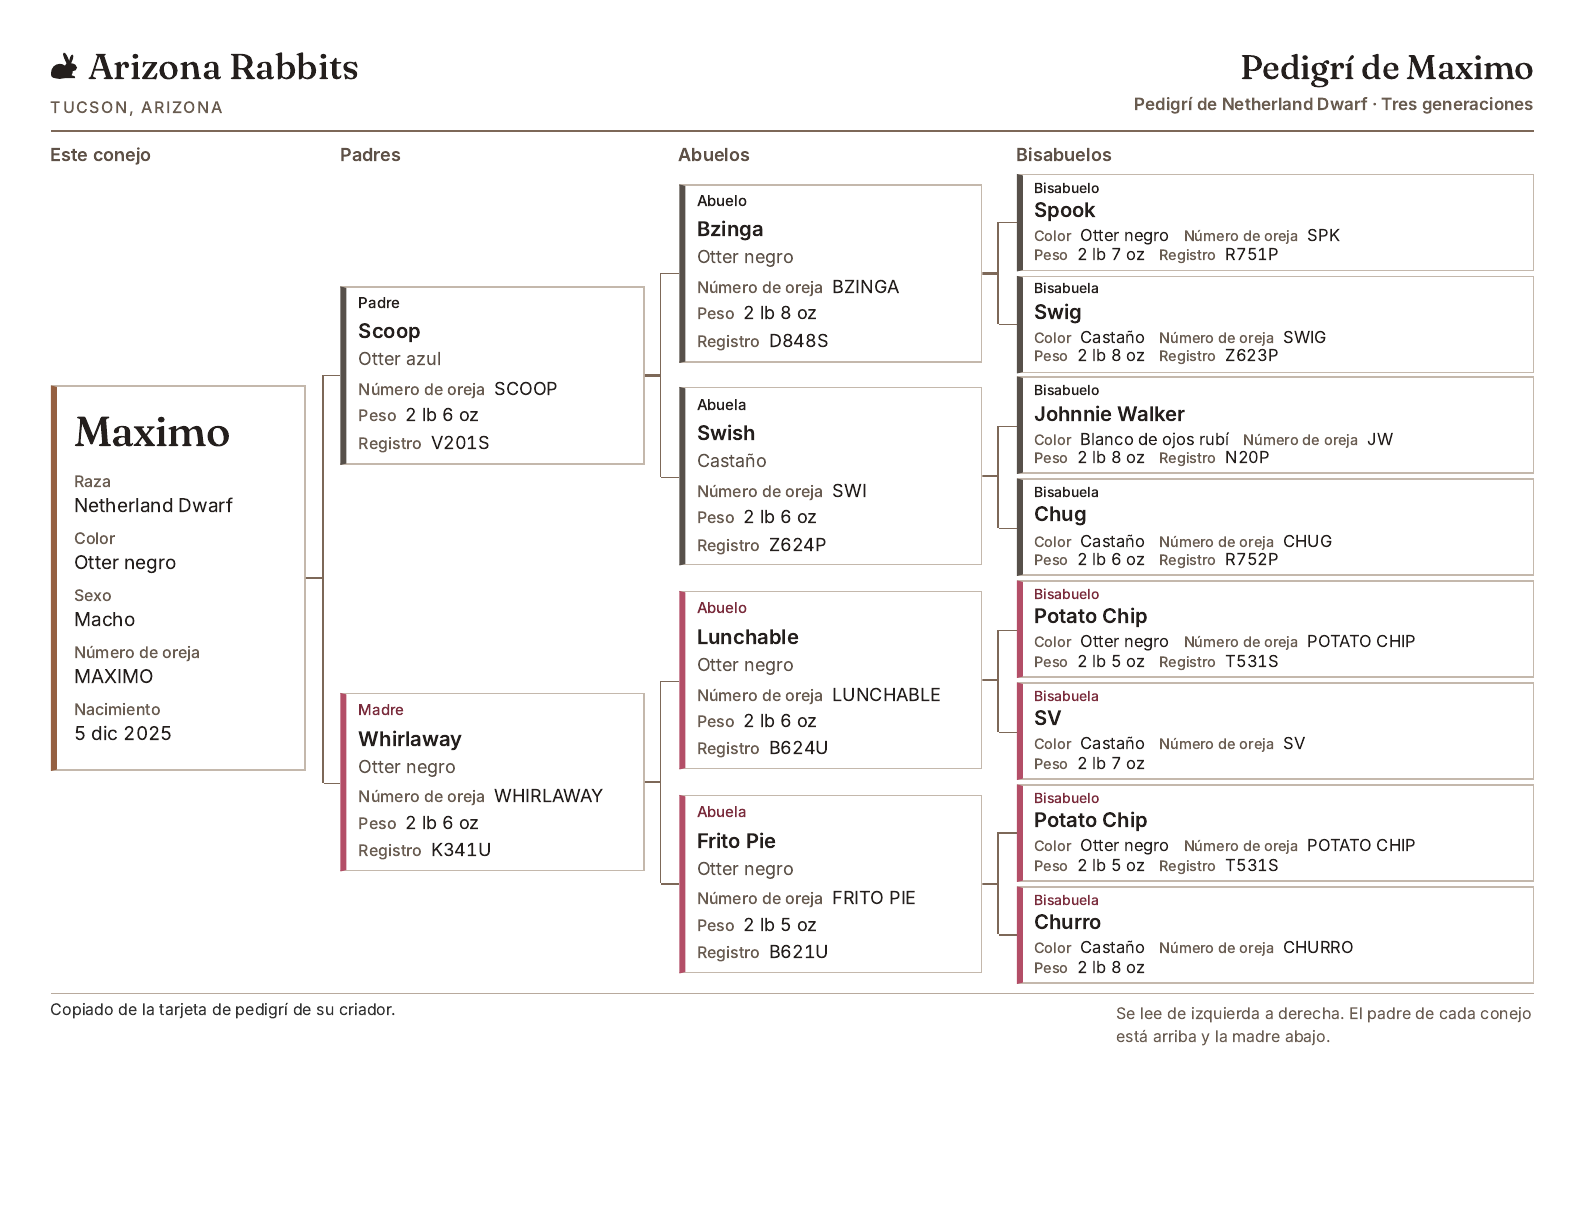 Arizona Rabbits
TUCSON, ARIZONA
Pedigrí de Maximo
Pedigrí de Netherland Dwarf · Tres generaciones
Este conejo
Padres
Abuelos
Bisabuelos
Maximo
Raza
Netherland Dwarf
Color
Otter negro
Sexo
Macho
Número de oreja
MAXIMO
Nacimiento
5 dic 2025
Padre
Scoop
Otter azul
Número de oreja SCOOP
Peso 2 lb 6 oz
Registro V201S
Madre
Whirlaway
Otter negro
Número de oreja WHIRLAWAY
Peso 2 lb 6 oz
Registro K341U
Abuelo
Bzinga
Otter negro
Número de oreja BZINGA
Peso 2 lb 8 oz
Registro D848S
Abuela
Swish
Castaño
Número de oreja SWI
Peso 2 lb 6 oz
Registro Z624P
Abuelo
Lunchable
Otter negro
Número de oreja LUNCHABLE
Peso 2 lb 6 oz
Registro B624U
Abuela
Frito Pie
Otter negro
Número de oreja FRITO PIE
Peso 2 lb 5 oz
Registro B621U
Bisabuelo
Spook
Color Otter negro Número de oreja SPK
Peso 2 lb 7 oz Registro R751P
Bisabuela
Swig
Color Castaño Número de oreja SWIG
Peso 2 lb 8 oz Registro Z623P
Bisabuelo
Johnnie Walker
Color Blanco de ojos rubí Número de oreja JW
Peso 2 lb 8 oz Registro N20P
Bisabuela
Chug
Color Castaño Número de oreja CHUG
Peso 2 lb 6 oz Registro R752P
Bisabuelo
Potato Chip
Color Otter negro Número de oreja POTATO CHIP
Peso 2 lb 5 oz Registro T531S
Bisabuela
SV
Color Castaño Número de oreja SV
Peso 2 lb 7 oz
Bisabuelo
Potato Chip
Color Otter negro Número de oreja POTATO CHIP
Peso 2 lb 5 oz Registro T531S
Bisabuela
Churro
Color Castaño Número de oreja CHURRO
Peso 2 lb 8 oz
Copiado de la tarjeta de pedigrí de su criador.
Se lee de izquierda a derecha. El padre de cada conejo
está arriba y la madre abajo.